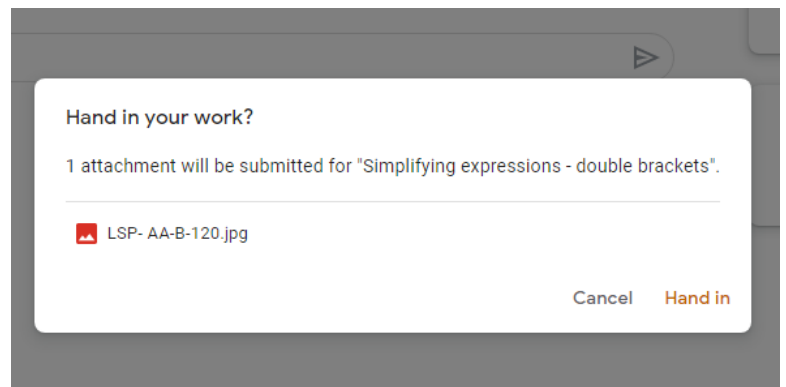 Hand in your work?
1 attachment will be submitted for "Simplifying expressions - double brackets".
LSP- AA-B-120.jpg
Cancel Hand in